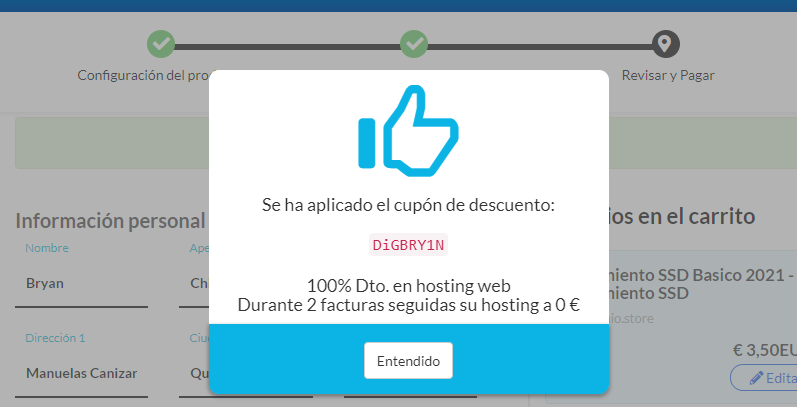 Configuración del pro
Revisar y Pagar
Se ha aplicado el cupón de descuento:
DiGBRY1N
100% Dto. en hosting web
Durante 2 facturas seguidas su hosting a 0 €
Entendido
Información personal
Nombre
Bryan
Ape
Ch
Dirección 1
Manuelas Canizar
Ciu
Qu
ios en el carrito
miento SSD Basico 2021 -
miento SSD
io.store
€ 3,50EU
Edita